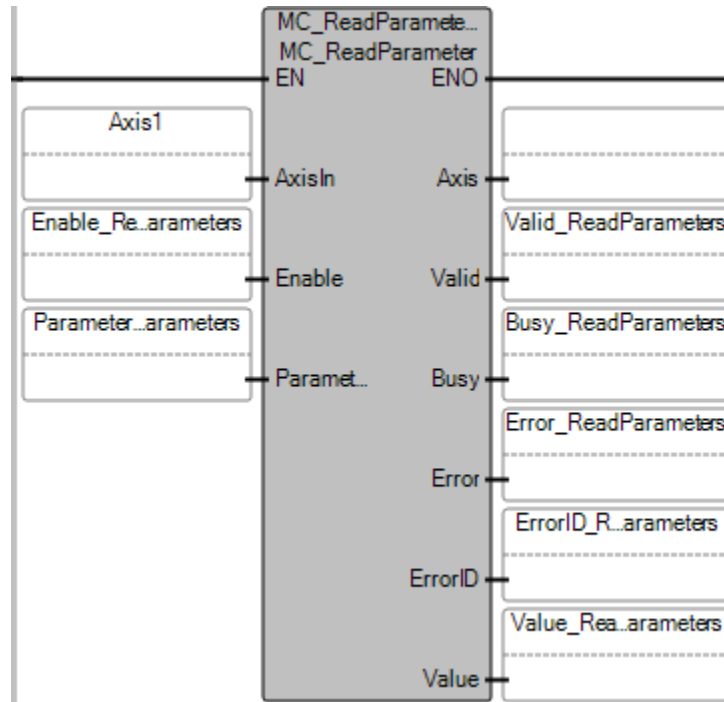 MC_ReadParamete...
MC_ReadParameter
EN ENO
Axis1
AxisIn Axis
Enable_Re...arameters Valid_ReadParameters
Enable Valid
Parameter...arameters Busy_ReadParameters
Paramet... Busy
Error_ReadParameters
Error
ErrorID_R...arameters
ErrorID
Value_Rea...arameters
Value